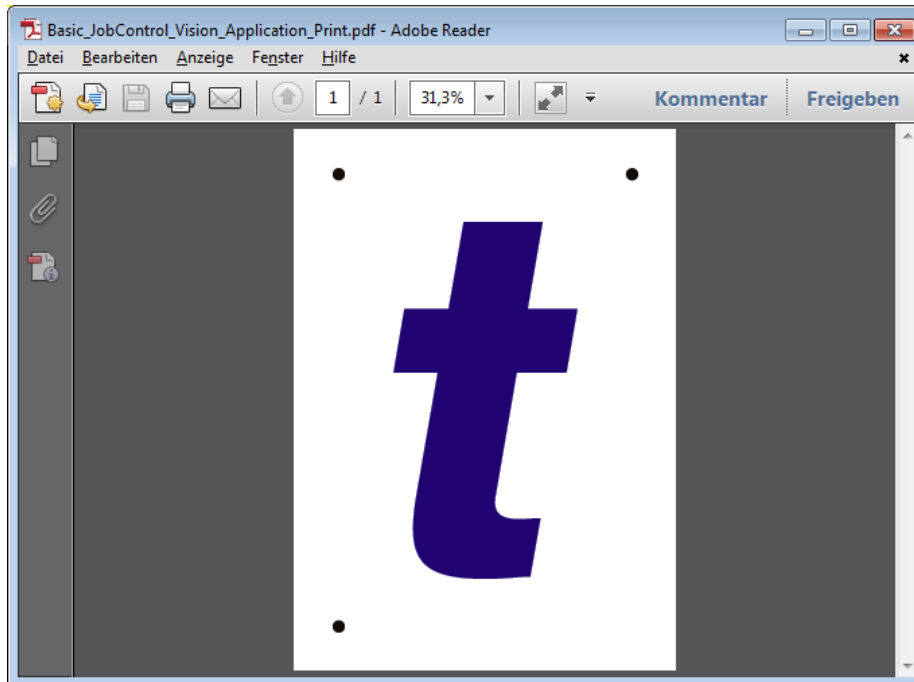 Basic_JobControl_Vision_Application_Print.pdf - Adobe Reader
Datei Bearbeiten Anzeige Fenster Hilfe
1 / 1 31,3% Kommentar Freigeben
t